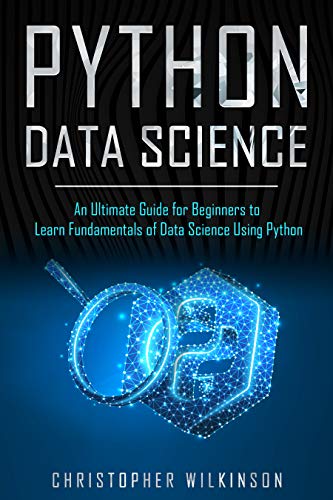 PYTHON
DATA SCIENCE
An Ultimate Guide for Beginners to
Learn Fundamentals of Data Science Using Python
CHRISTOPHER WILKINSON